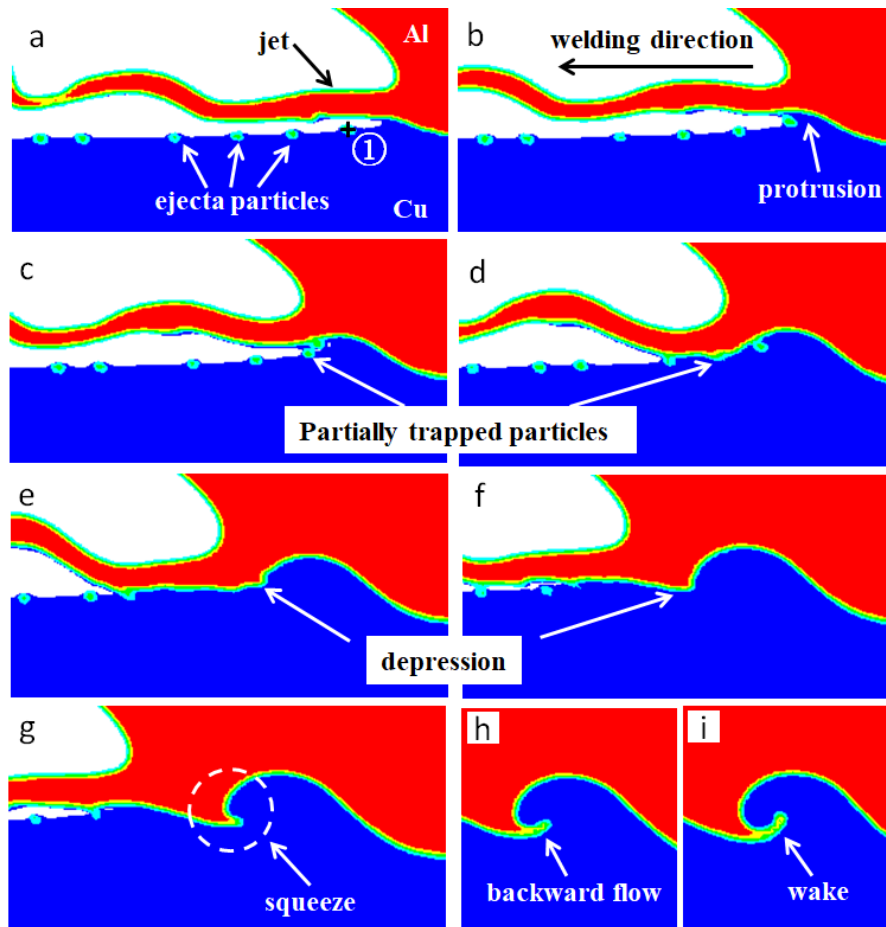 a
jet
Al
①
ejecta particles
Cu
b
welding direction
protrusion
c
d
Partially trapped particles
e
f
depression
g
squeeze
h
backward flow
i
wake